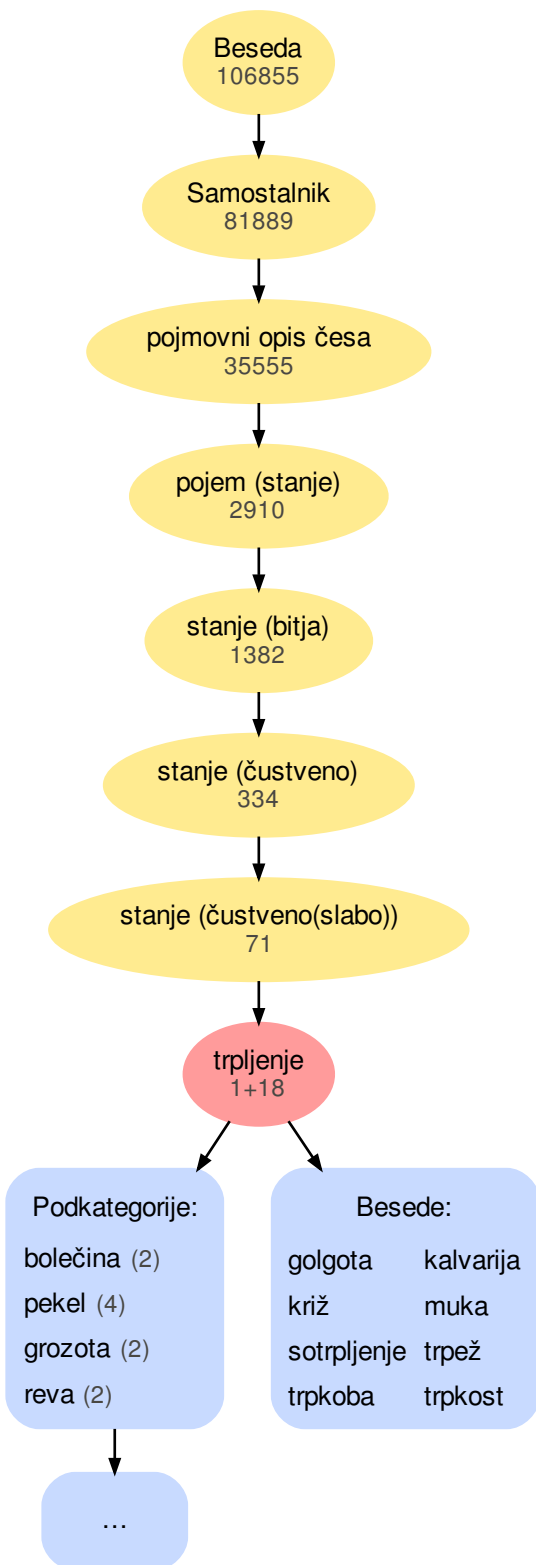 Beseda
106855
Samostalnik
81889
pojmovni opis česa
35555
pojem (stanje)
2910
stanje (bitja)
1382
stanje (čustveno)
334
stanje (čustveno(slabo))
71
trpljenje
1+18
Podkategorije:
bolečina (2)
pekel (4)
grozota (2)
reva (2)
...
Besede:
golgota kalvarija
križ muka
sotrpljenje trpež
trpkoba trpkost